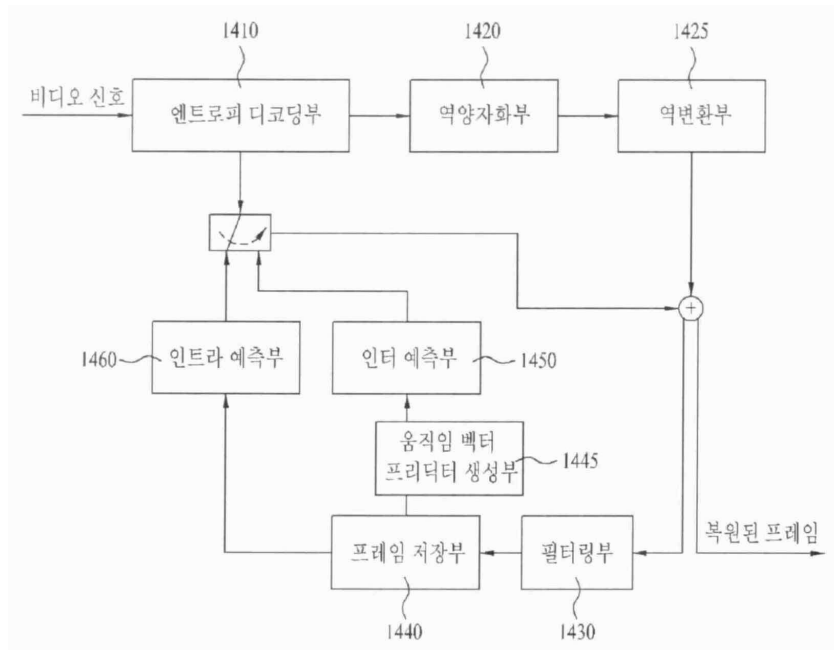 1410
1420
1425
비디오 신호
엔트로피 디코딩부
역양자화부
역변환부
+
1460
인트라 예측부
인터 예측부
1450
움직임 벡터
프리딕터 생성부
1445
프레임 저장부
필터링부
복원된 프레임
1440
1430